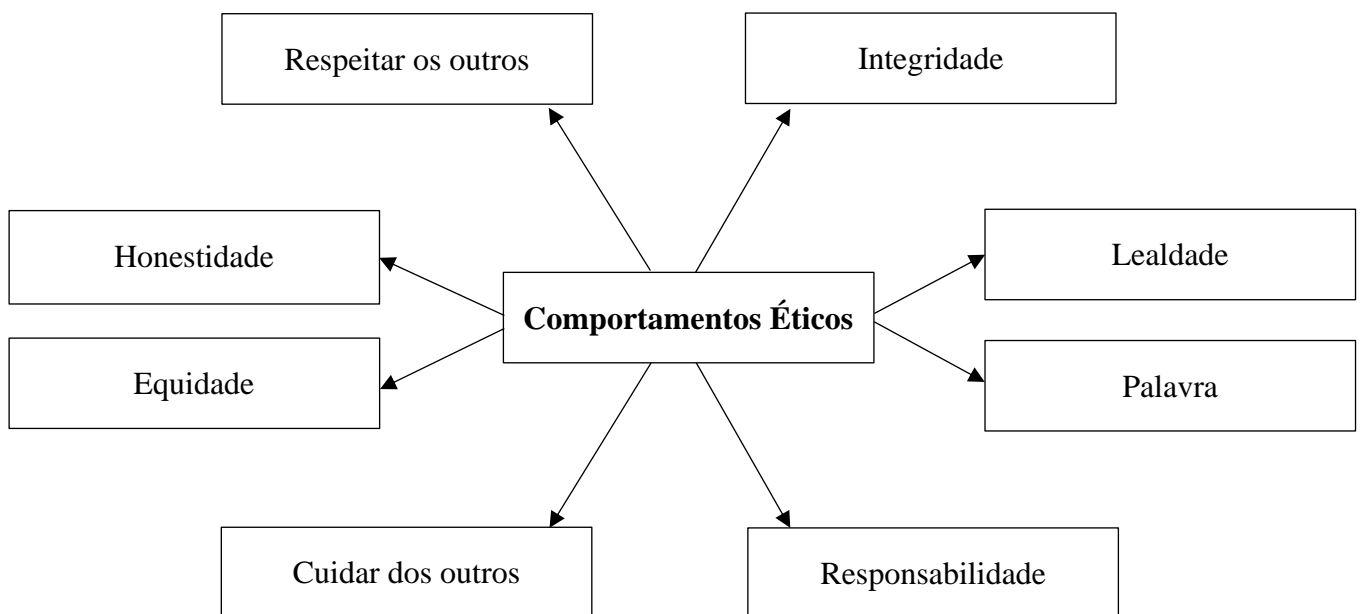 Respeitar os outros
Integridade
Honestidade
Lealdade
Comportamentos Éticos
Equidade
Palavra
Cuidar dos outros
Responsabilidade